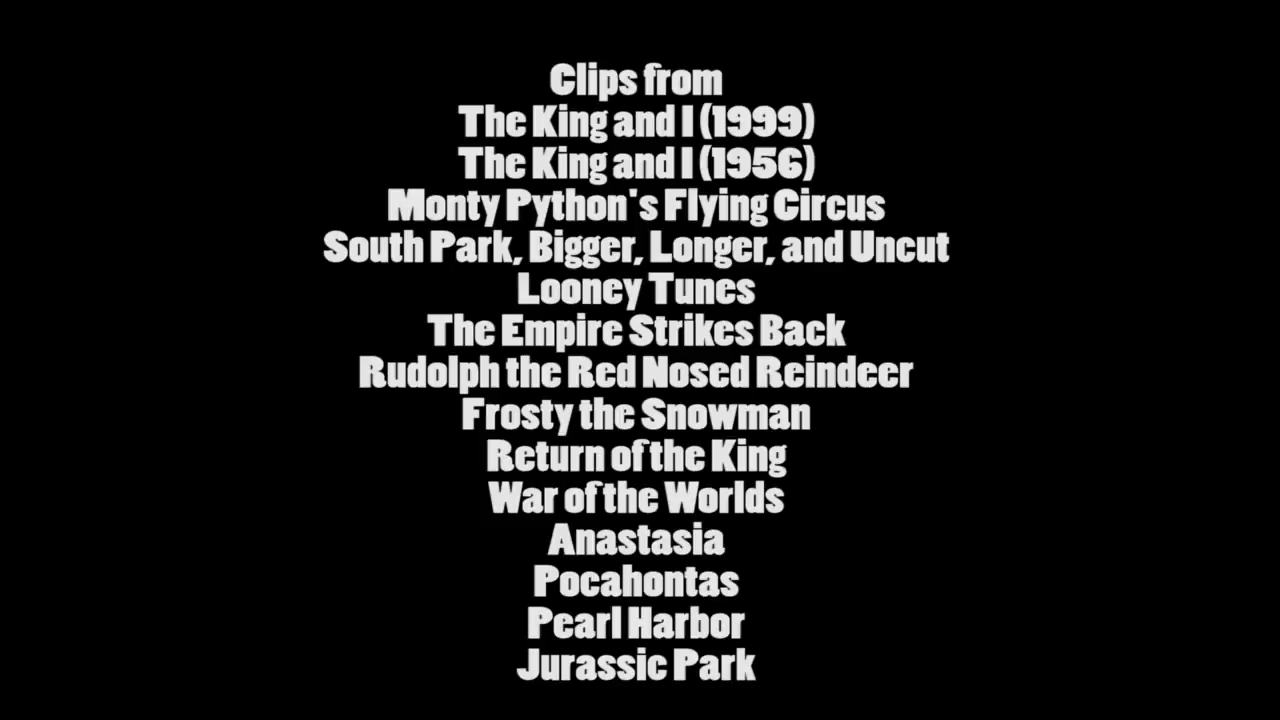 Clips from
The King and I (1999)
The King and I (1956)
Monty Python's Flying Circus
South Park, Bigger, Longer, and Uncut
Looney Tunes
The Empire Strikes Back
Rudolph the Red Nosed Reindeer
Frosty the Snowman
Return of the King
War of the Worlds
Anastasia
Pocahontas
Pearl Harbor
Jurassic Park